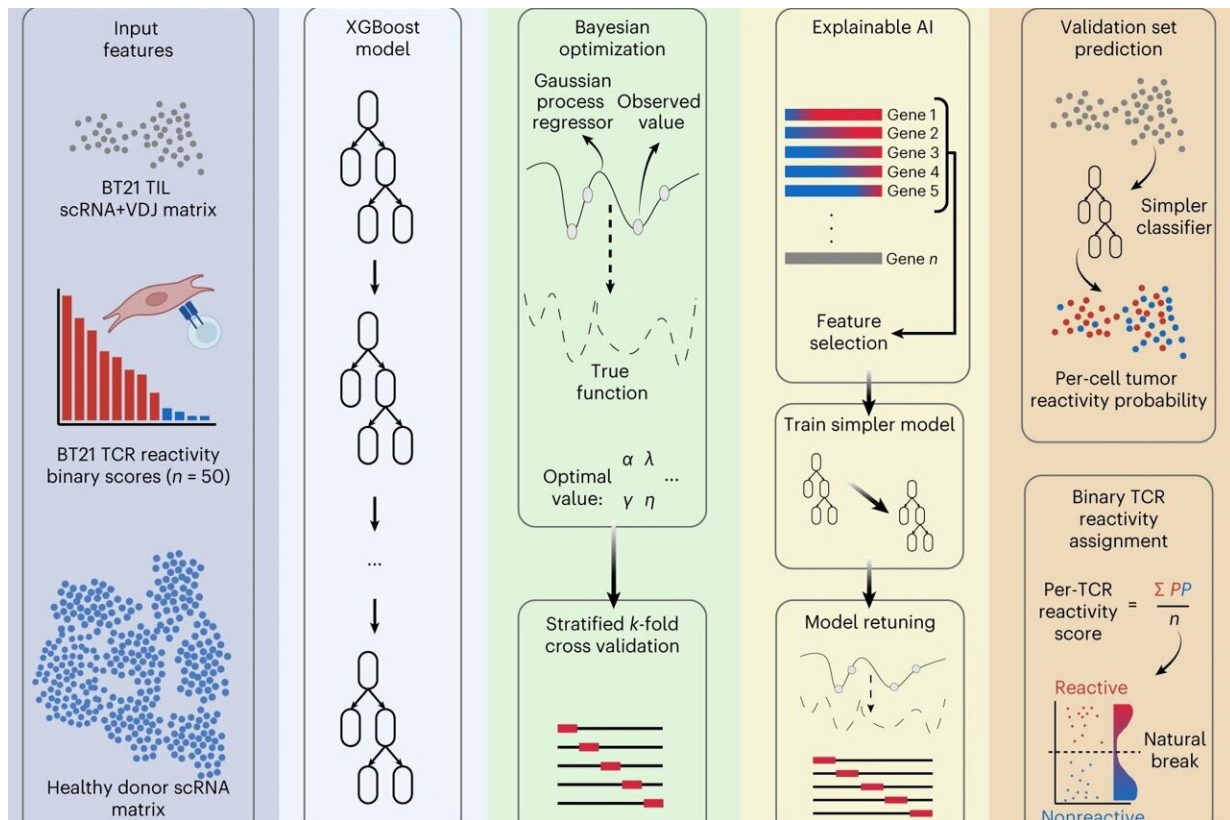 Input
features
BT21 TIL
scRNA+VDJ matrix
BT21 TCR reactivity
binary scores (n = 50)
Healthy donor scRNA
matrix
XGBoost
model
...
Bayesian
optimization
Gaussian
process
regressor
Observed
value
True
function
Optimal
value:
α λ
γ η
...
Stratified k-fold
cross validation
Explainable AI
Gene 1
Gene 2
Gene 3
Gene 4
Gene 5
Gene n
Feature
selection
Train simpler model
Model retuning
Validation set
prediction
Simpler
classifier
Per-cell tumor
reactivity probability
Binary TCR
reactivity
assignment
Per-TCR
reactivity
score
= Σ PP
n
Reactive
Natural
break
Nonreactive